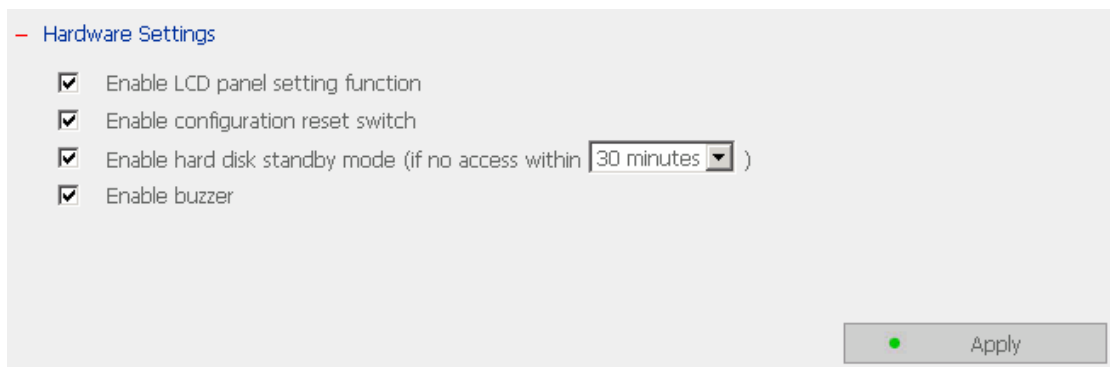 – Hardware Settings
Enable LCD panel setting function
Enable configuration reset switch
Enable hard disk standby mode (if no access within 30 minutes )
Enable buzzer
Apply